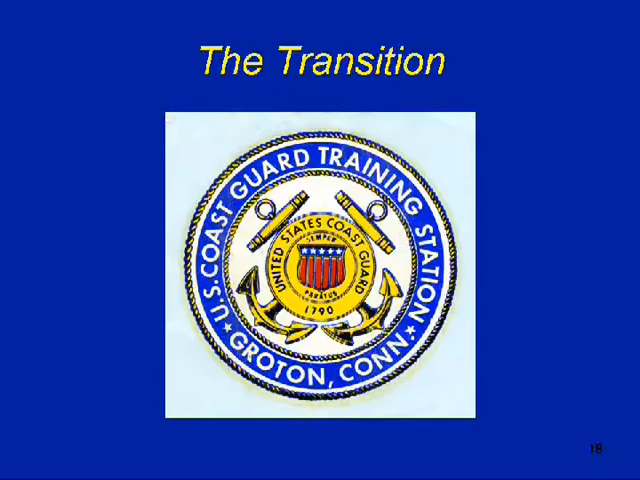 The Transition
U.S. COAST GUARD TRAINING STATION
★ GROTON, CONN. ★
UNITED STATES COAST GUARD
SEMPER
PARATUS
1790
18